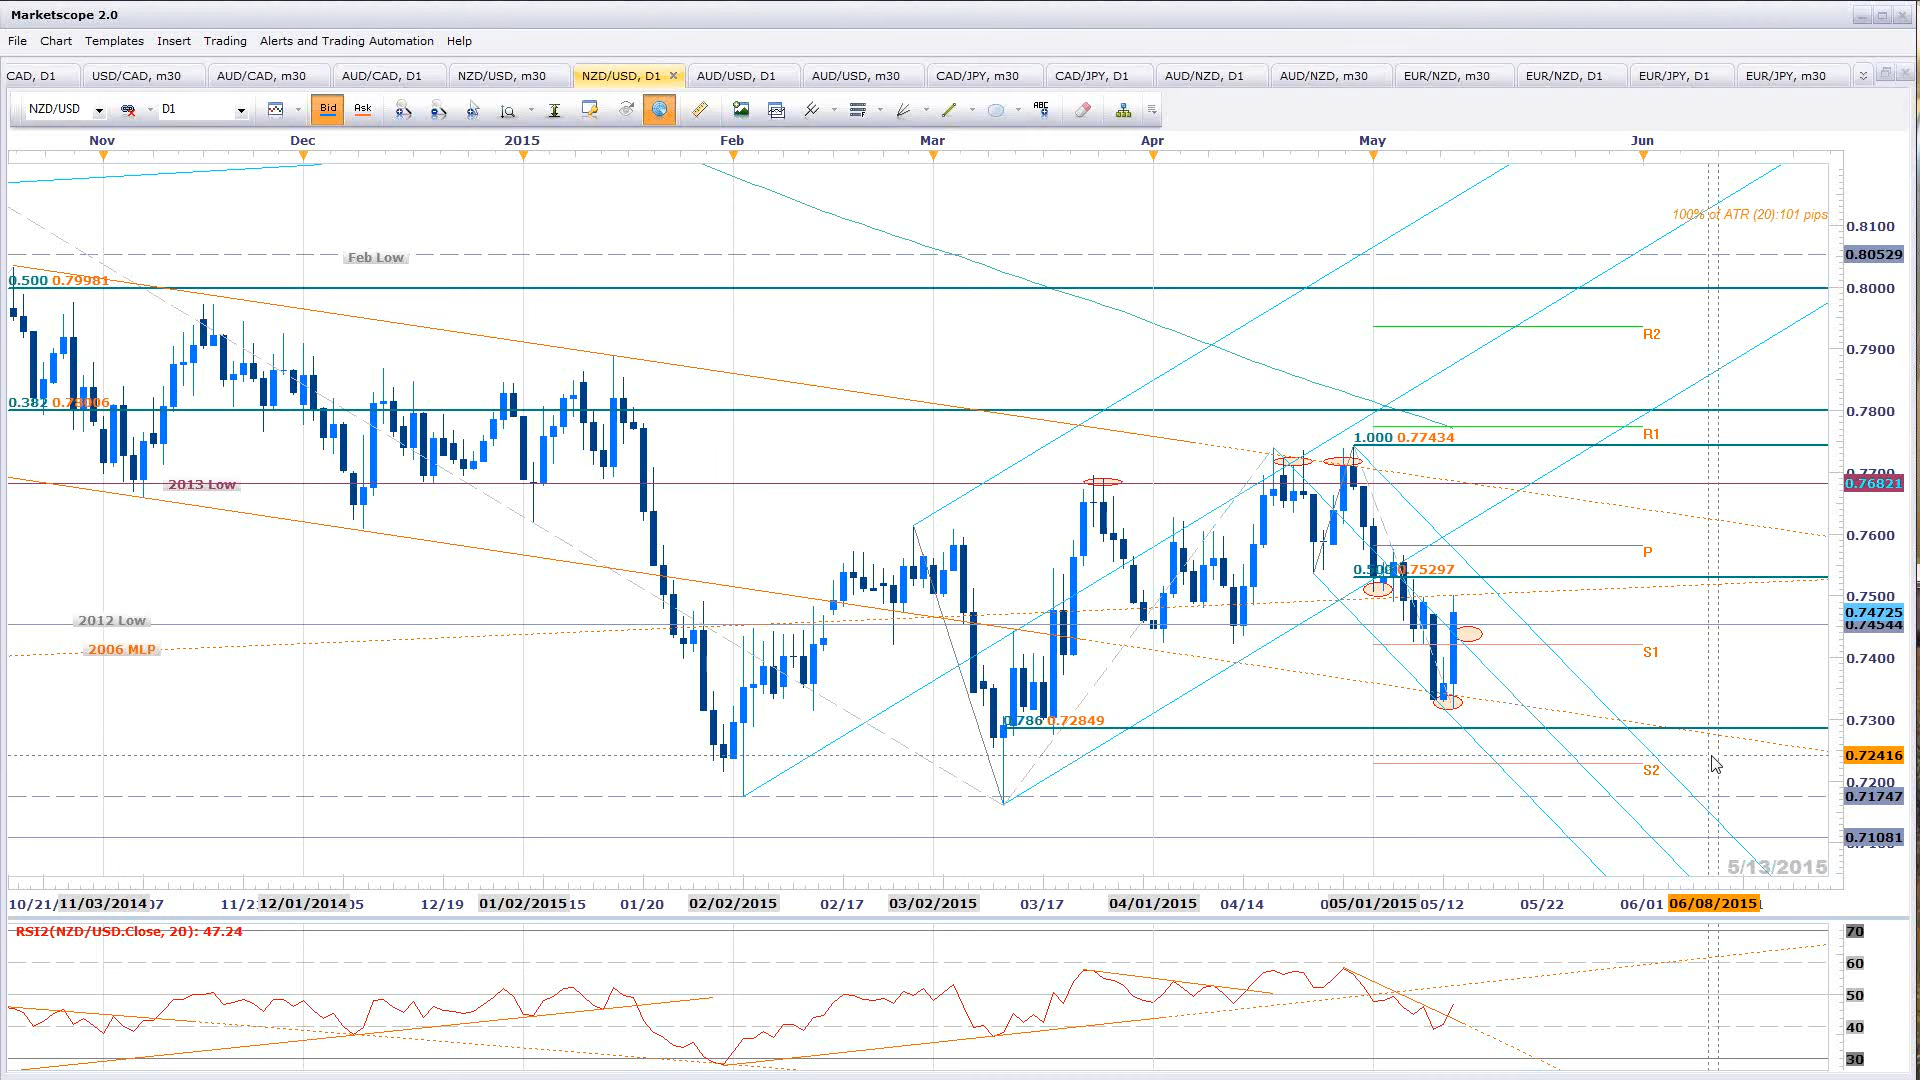 Marketscope 2.0
File Chart Templates Insert Trading Alerts and Trading Automation Help
CAD, D1 USD/CAD, m30 AUD/CAD, m30 AUD/CAD, D1 NZD/USD, m30 NZD/USD, D1 AUD/USD, D1 AUD/USD, m30 CAD/JPY, m30 CAD/JPY, D1 AUD/NZD, D1 AUD/NZD, m30 EUR/NZD, m30 EUR/NZD, D1 EUR/JPY, D1 EUR/JPY, m30
NZD/USD D1 Bid Ask ABC
Nov Dec 2015 Feb Mar Apr May Jun
100% of ATR (20):101 pips
0.8100
Feb Low 0.80529
0.500 0.79981 0.8000
R2
0.7900
0.382 0.78006 0.7800
R1
1.000 0.77434
0.7700
2013 Low 0.76821
0.7600
P
0.500 0.75297
0.7500
0.74725
2012 Low 0.74544
2006 MLP
S1
0.7400
0.786 0.72849 0.7300
0.72416
S2
0.7200
0.71747
0.71081
5/13/2015
10/21/ 11/03/2014 12/01/2014 12/19 01/02/2015 01/20 02/02/2015 02/17 03/02/2015 03/17 04/01/2015 04/14 05/01/2015 05/12 05/22 06/01 06/08/2015
RSI2(NZD/USD.Close, 20): 47.24
70
60
50
40
30